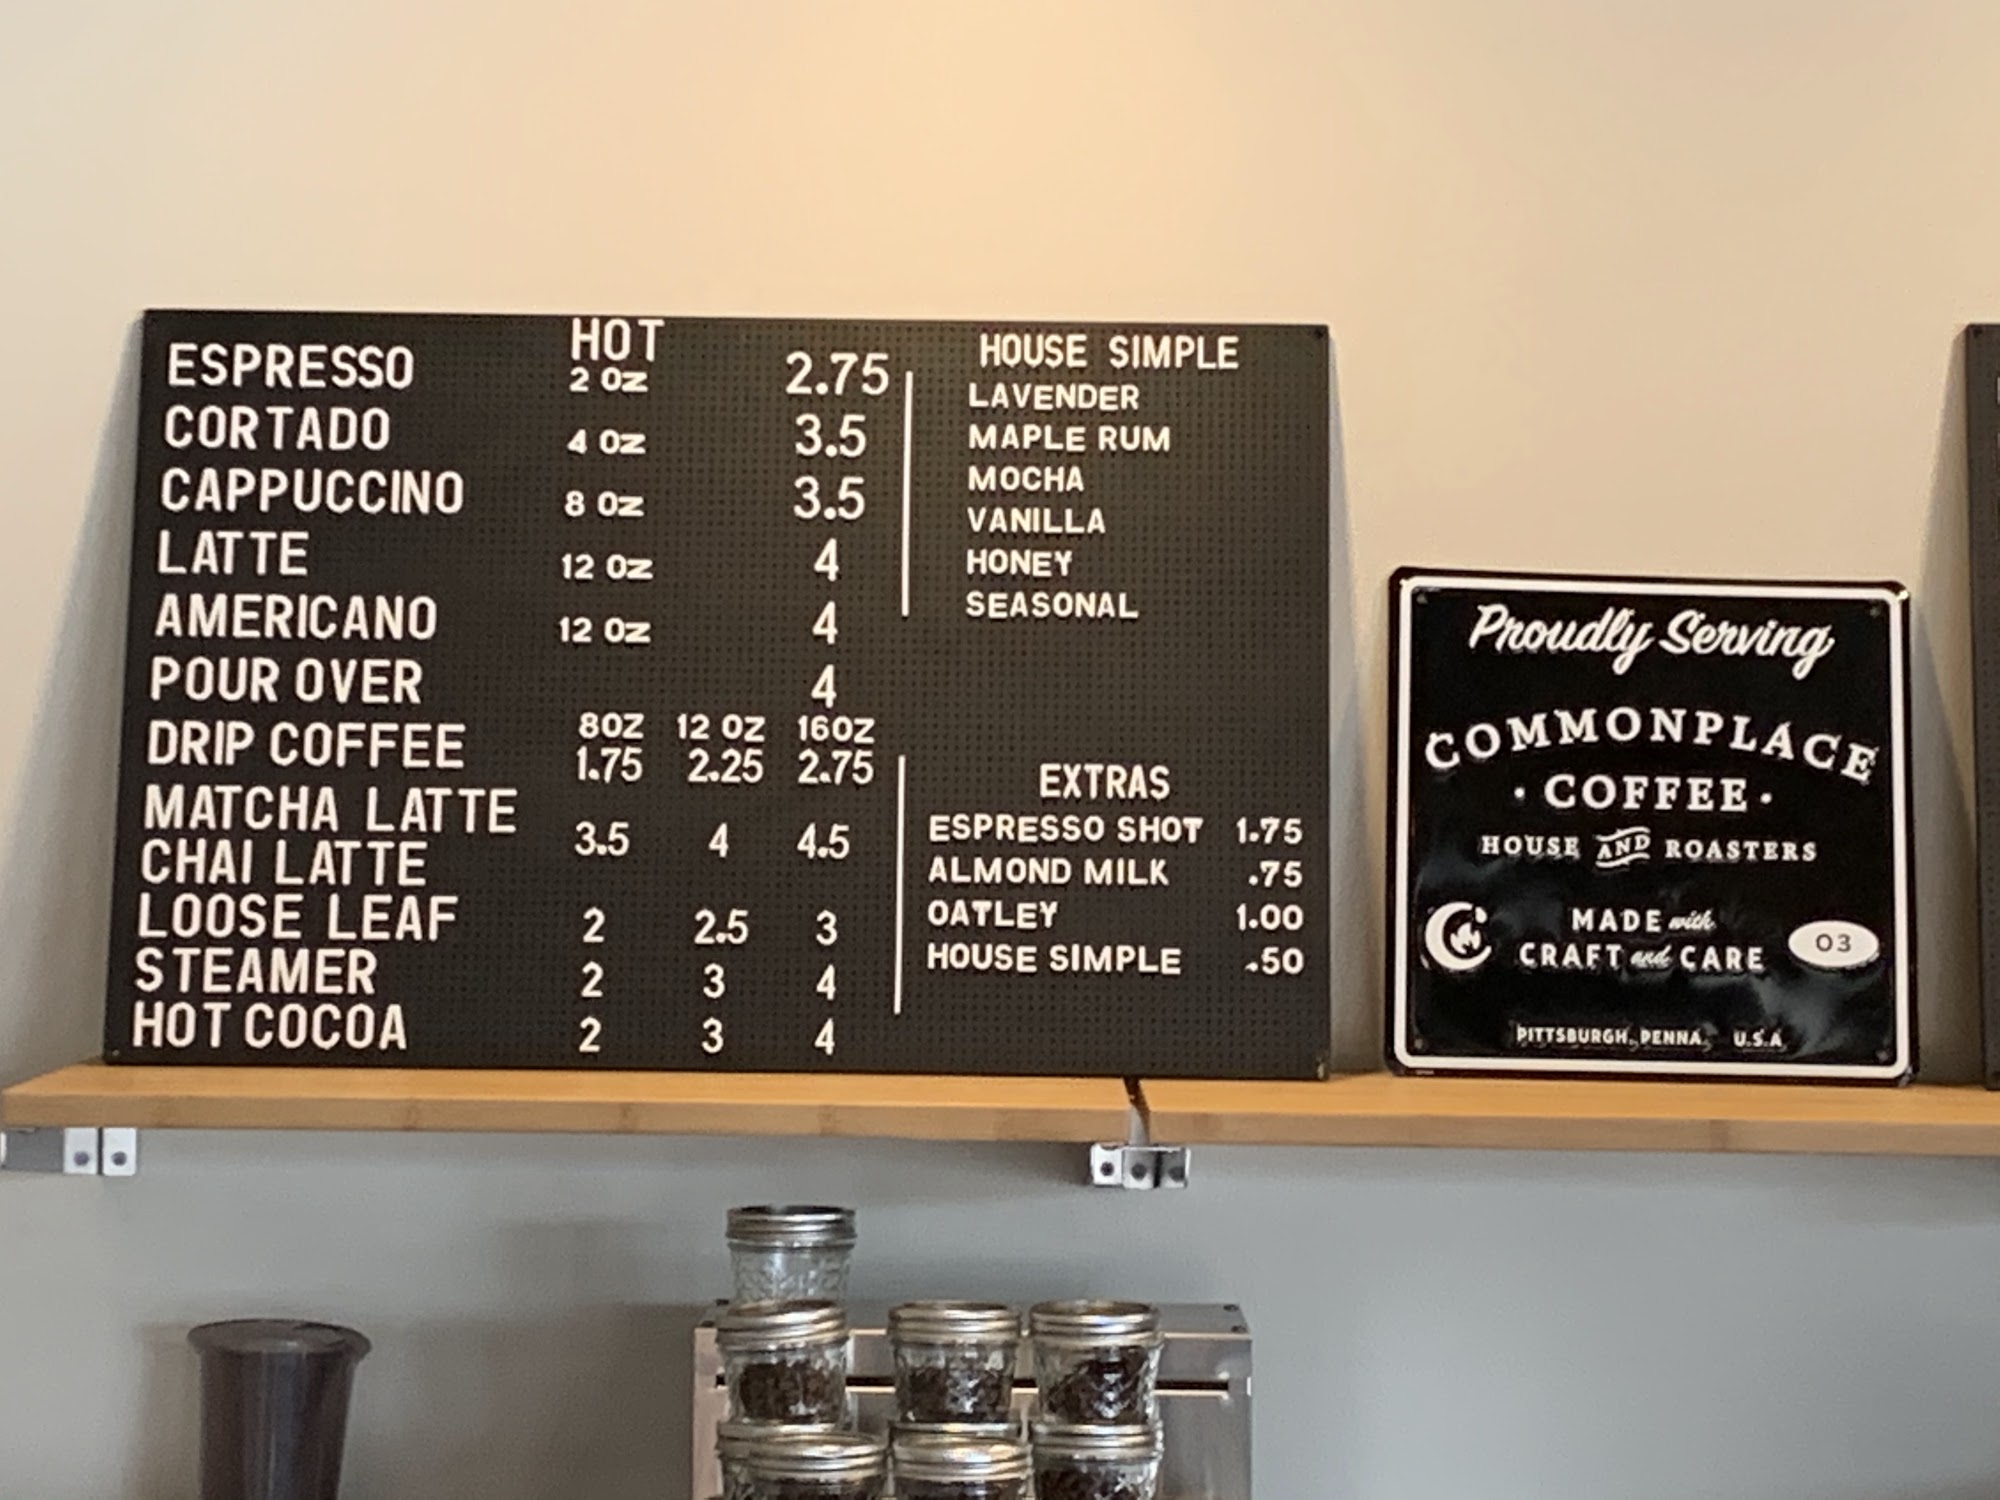 HOT
ESPRESSO 2 OZ 2.75
CORTADO 4 OZ 3.5
CAPPUCCINO 8 OZ 3.5
LATTE 12 OZ 4
AMERICANO 12 OZ 4
POUR OVER 4
8OZ 12 OZ 16OZ
DRIP COFFEE 1.75 2.25 2.75
MATCHA LATTE
3.5 4 4.5
CHAI LATTE
LOOSE LEAF 2 2.5 3
STEAMER 2 3 4
HOT COCOA 2 3 4
HOUSE SIMPLE
LAVENDER
MAPLE RUM
MOCHA
VANILLA
HONEY
SEASONAL
EXTRAS
ESPRESSO SHOT 1.75
ALMOND MILK .75
OATLEY 1.00
HOUSE SIMPLE .50
Proudly Serving
COMMONPLACE
· COFFEE ·
HOUSE AND ROASTERS
MADE with
CRAFT and CARE
03
PITTSBURGH, PENNA. U.S.A